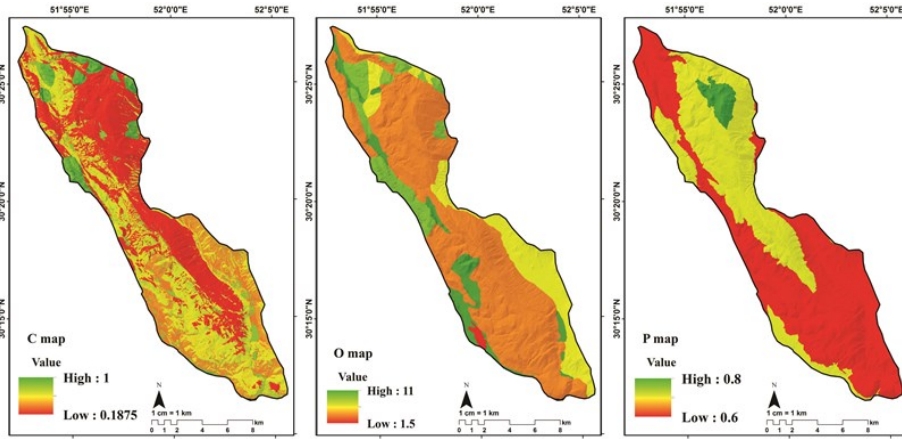 51°55'0"E 52°0'0"E 52°5'0"E
51°55'0"E 52°0'0"E 52°5'0"E
51°55'0"E 52°0'0"E 52°5'0"E
30°25'0"N
30°20'0"N
30°15'0"N
C map
Value
High : 1
Low : 0.1875
N
1 cm = 1 km
0 1 2 4 6 8 km
30°25'0"N
30°20'0"N
30°15'0"N
O map
Value
High : 11
Low : 1.5
N
1 cm = 1 km
0 1 2 4 6 8 km
30°25'0"N
30°20'0"N
30°15'0"N
P map
Value
High : 0.8
Low : 0.6
N
1 cm = 1 km
0 1 2 4 6 8 km